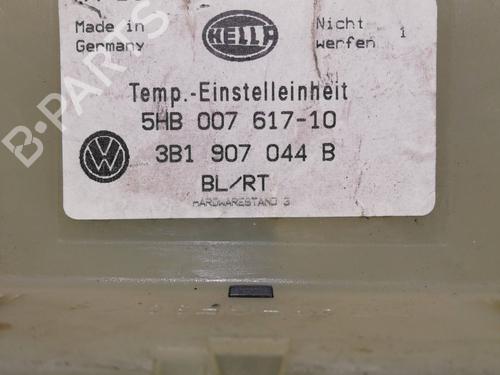 Made in
Germany
HELLA
Nicht
werfen 1
Temp.-Einstelleinheit
5HB 007 617-10
3B1 907 044 B
BL/RT
HARDWARESTAND 3
B-PARTS